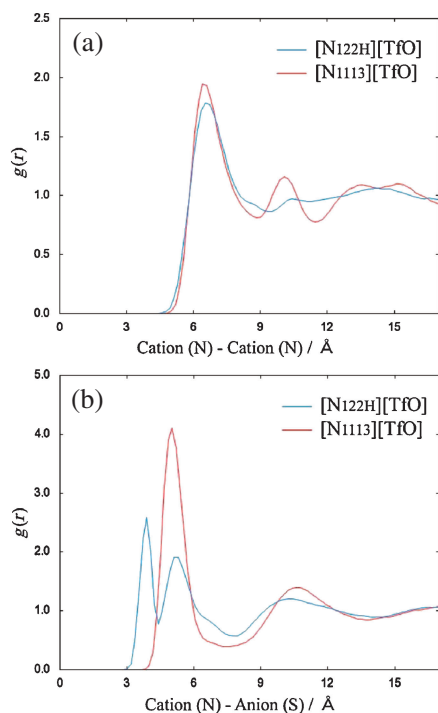 (a)
[N122H][TfO]
[N1113][TfO]
g(r)
2.5
2.0
1.5
1.0
0.5
0.0
0 3 6 9 12 15
Cation (N) - Cation (N) / Å
(b)
[N122H][TfO]
[N1113][TfO]
g(r)
5.0
4.0
3.0
2.0
1.0
0.0
0 3 6 9 12 15
Cation (N) - Anion (S) / Å